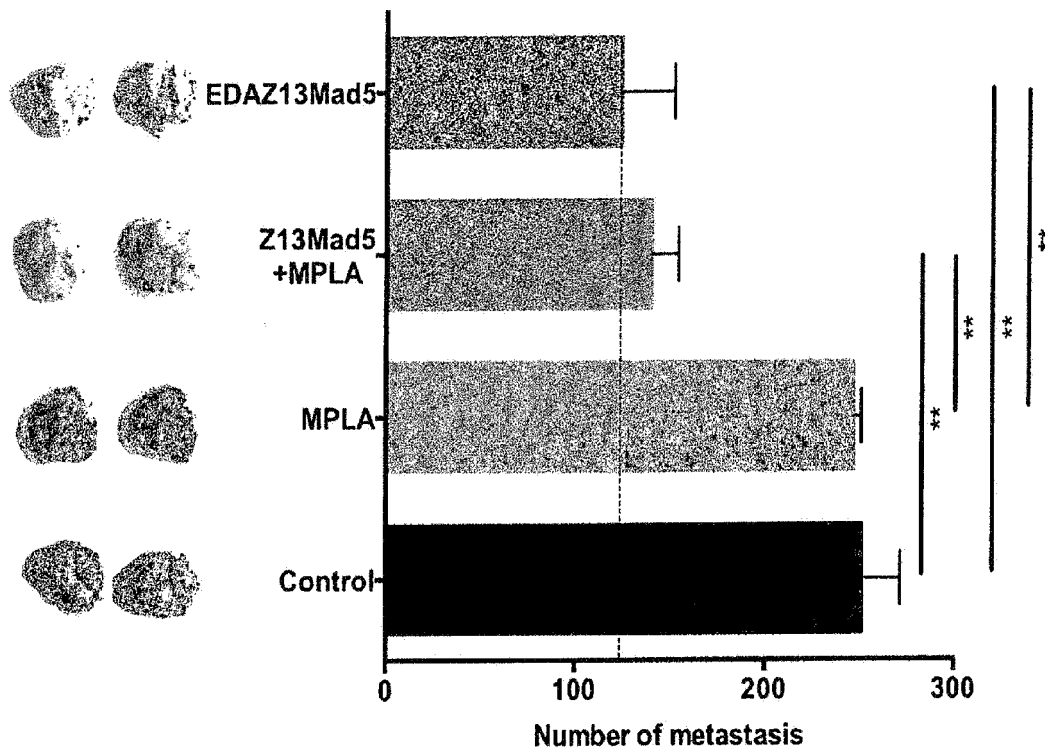 EDAZ13Mad5
Z13Mad5
+MPLA
MPLA
Control
**
**
**
**
0
100
200
300
Number of metastasis